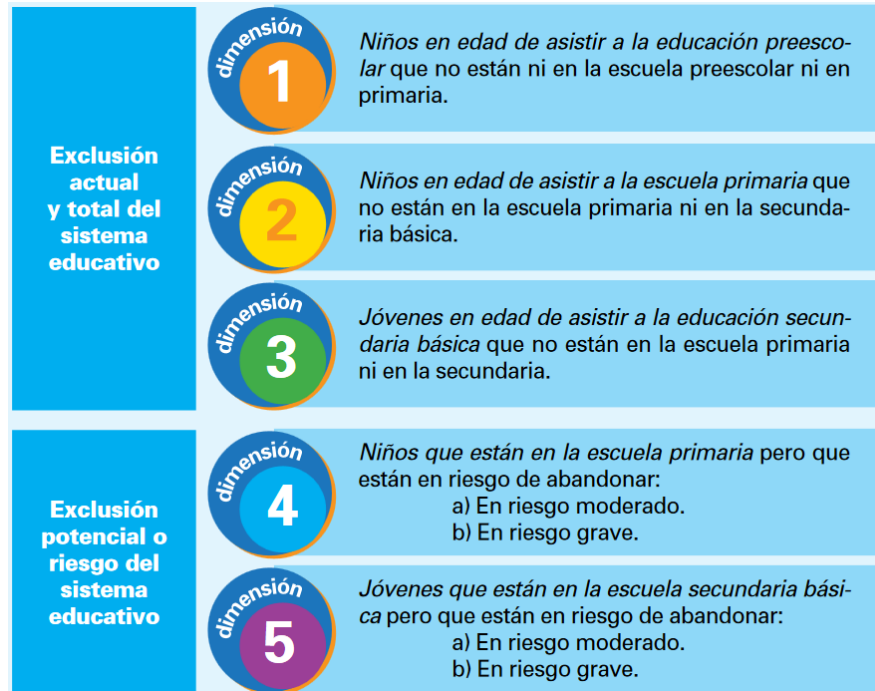 Exclusión
actual
y total del
sistema
educativo
dimensión
1
Niños en edad de asistir a la educación preesco-
lar que no están ni en la escuela preescolar ni en
primaria.
dimensión
2
Niños en edad de asistir a la escuela primaria que
no están en la escuela primaria ni en la secunda-
ria básica.
dimensión
3
Jóvenes en edad de asistir a la educación secun-
daria básica que no están en la escuela primaria
ni en la secundaria.
Exclusión
potencial o
riesgo del
sistema
educativo
dimensión
4
Niños que están en la escuela primaria pero que
están en riesgo de abandonar:
a) En riesgo moderado.
b) En riesgo grave.
dimensión
5
Jóvenes que están en la escuela secundaria bási-
ca pero que están en riesgo de abandonar:
a) En riesgo moderado.
b) En riesgo grave.